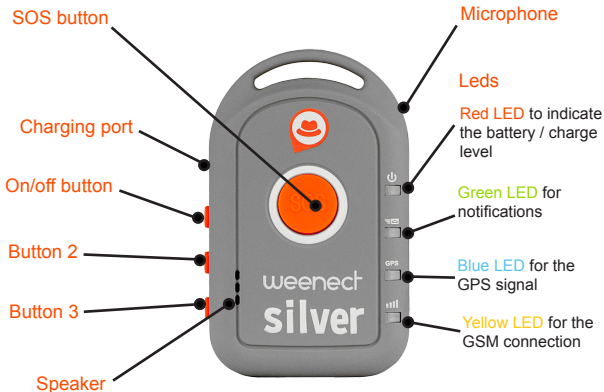 SOS button
Microphone
Leds
Red LED to indicate
the battery / charge
level
Charging port
On/off button
Green LED for
notifications
SOS
GPS
Button 2
Blue LED for the
GPS signal
weenect
silver
Button 3
Yellow LED for the
GSM connection
Speaker